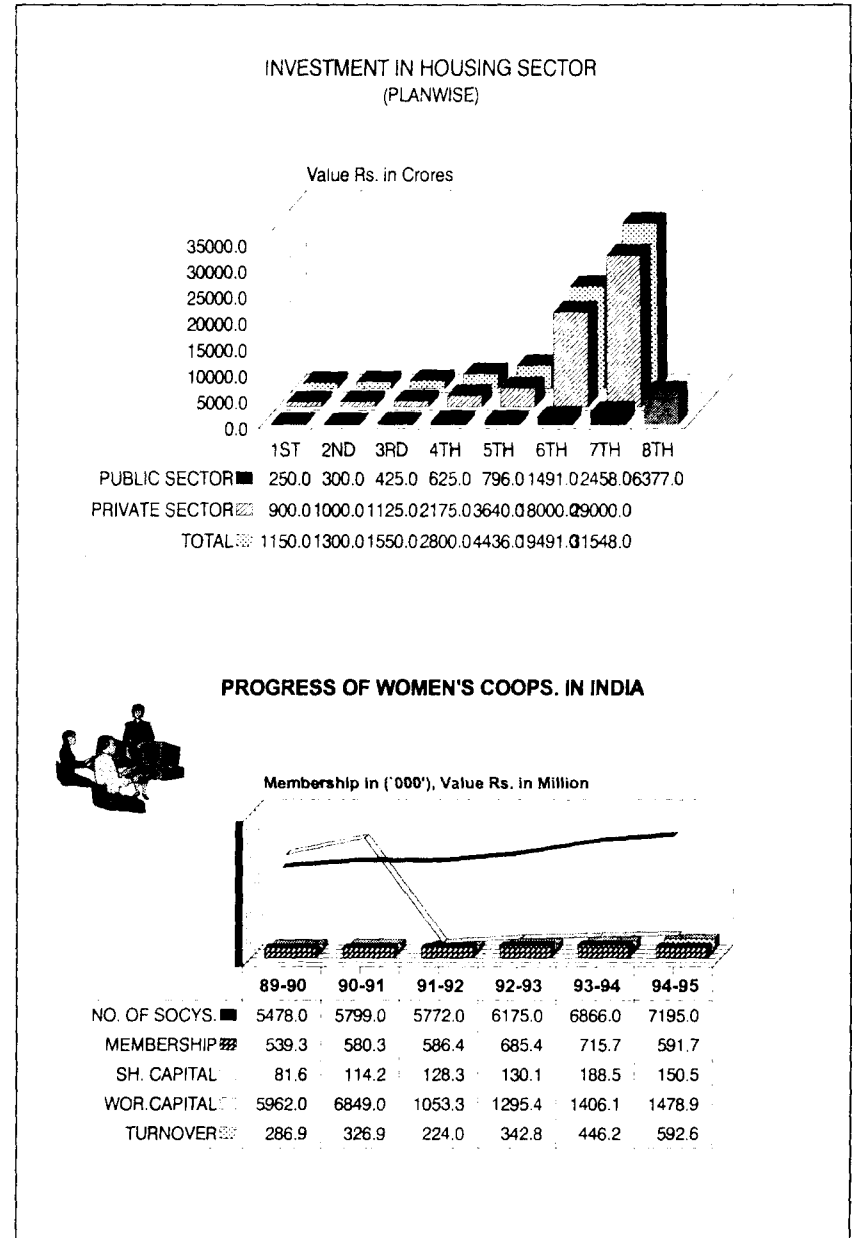 INVESTMENT IN HOUSING SECTOR
(PLANWISE)
Value Rs. in Crores
35000.0
30000.0
25000.0
20000.0
15000.0
10000.0
5000.0
0.0
1ST 2ND 3RD 4TH 5TH 6TH 7TH 8TH
PUBLIC SECTOR 250.0 300.0 425.0 625.0 796.0 1491.0 2458.0 6377.0
PRIVATE SECTOR 900.0 1000.0 1125.0 2175.0 3640.0 18000.0 29000.0
TOTAL 1150.0 1300.0 1550.0 2800.0 4436.0 19491.0 31548.0
PROGRESS OF WOMEN'S COOPS. IN INDIA
Membership in (`000'), Value Rs. in Million
89-90 90-91 91-92 92-93 93-94 94-95
NO. OF SOCYS. 5478.0 5799.0 5772.0 6175.0 6866.0 7195.0
MEMBERSHIP 539.3 580.3 586.4 685.4 715.7 591.7
SH. CAPITAL 81.6 114.2 128.3 130.1 188.5 150.5
WOR.CAPITAL 5962.0 6849.0 1053.3 1295.4 1406.1 1478.9
TURNOVER 286.9 326.9 224.0 342.8 446.2 592.6